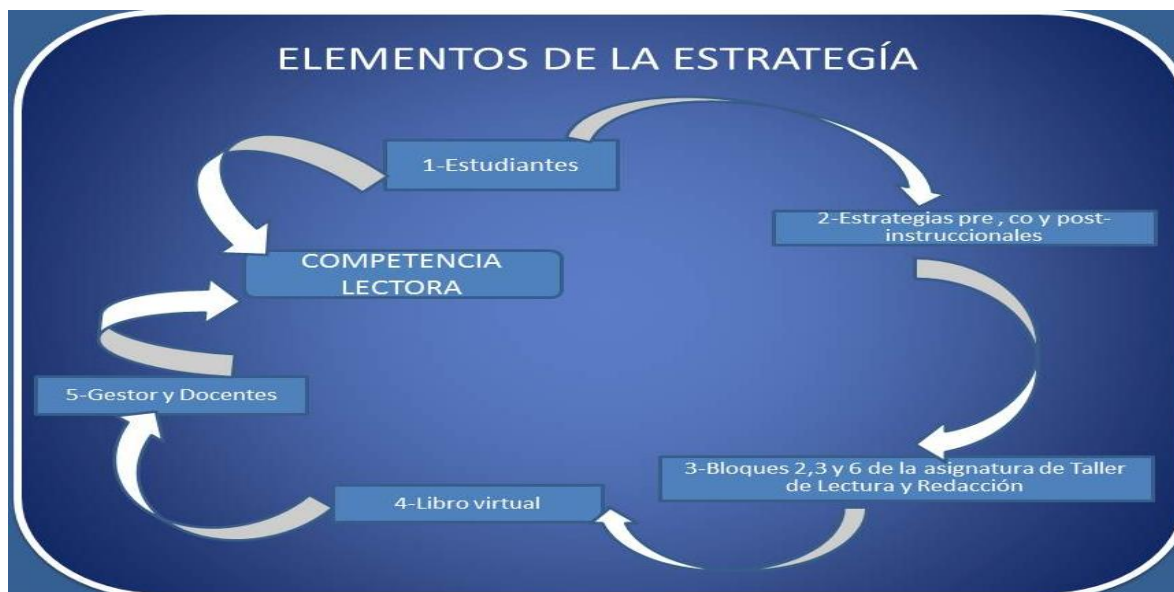 ELEMENTOS DE LA ESTRATEGÍA
1-Estudiantes
2-Estrategias pre , co y post-
instruccionales
COMPETENCIA
LECTORA
5-Gestor y Docentes
3-Bloques 2,3 y 6 de la asignatura de Taller
de Lectura y Redacción
4-Libro virtual